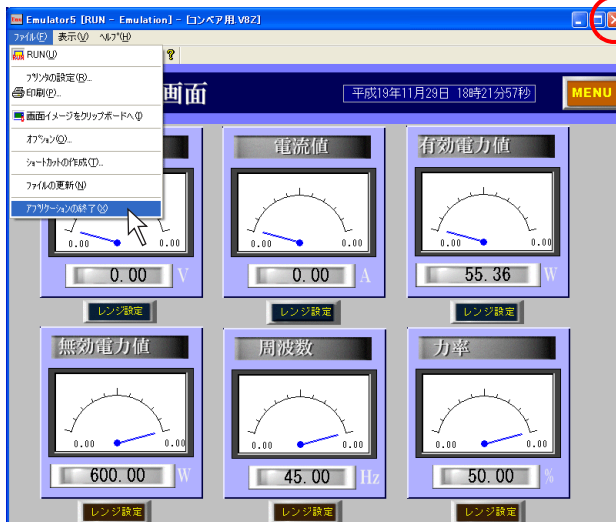 Emulator5 [RUN - Emulation] - [コンベア用.V8Z]
ファイル(F) 表示(V) ヘルプ(H)
RUN(U)
プリンタの設定(R)...
印刷(P)...
画面イメージをクリップボードへ(I)
オプション(O)...
ショートカットの作成(T)...
ファイルの更新(N)
アプリケーションの終了(X)
画面
平成19年11月29日 18時21分57秒
MENU
電流値
有効電力値
0.00 0.00
0.00 0.00
0.00 0.00
0.00 V
0.00 A
55.36 W
レンジ設定
レンジ設定
レンジ設定
無効電力値
周波数
力率
0.00 0.00
0.00 0.00
0.00 0.00
600.00 W
45.00 Hz
50.00 %
レンジ設定
レンジ設定
レンジ設定